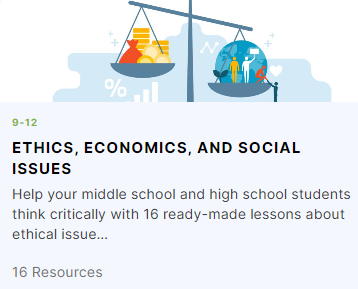 %
9-12
ETHICS, ECONOMICS, AND SOCIAL
ISSUES
Help your middle school and high school students
think critically with 16 ready-made lessons about
ethical issue...
16 Resources